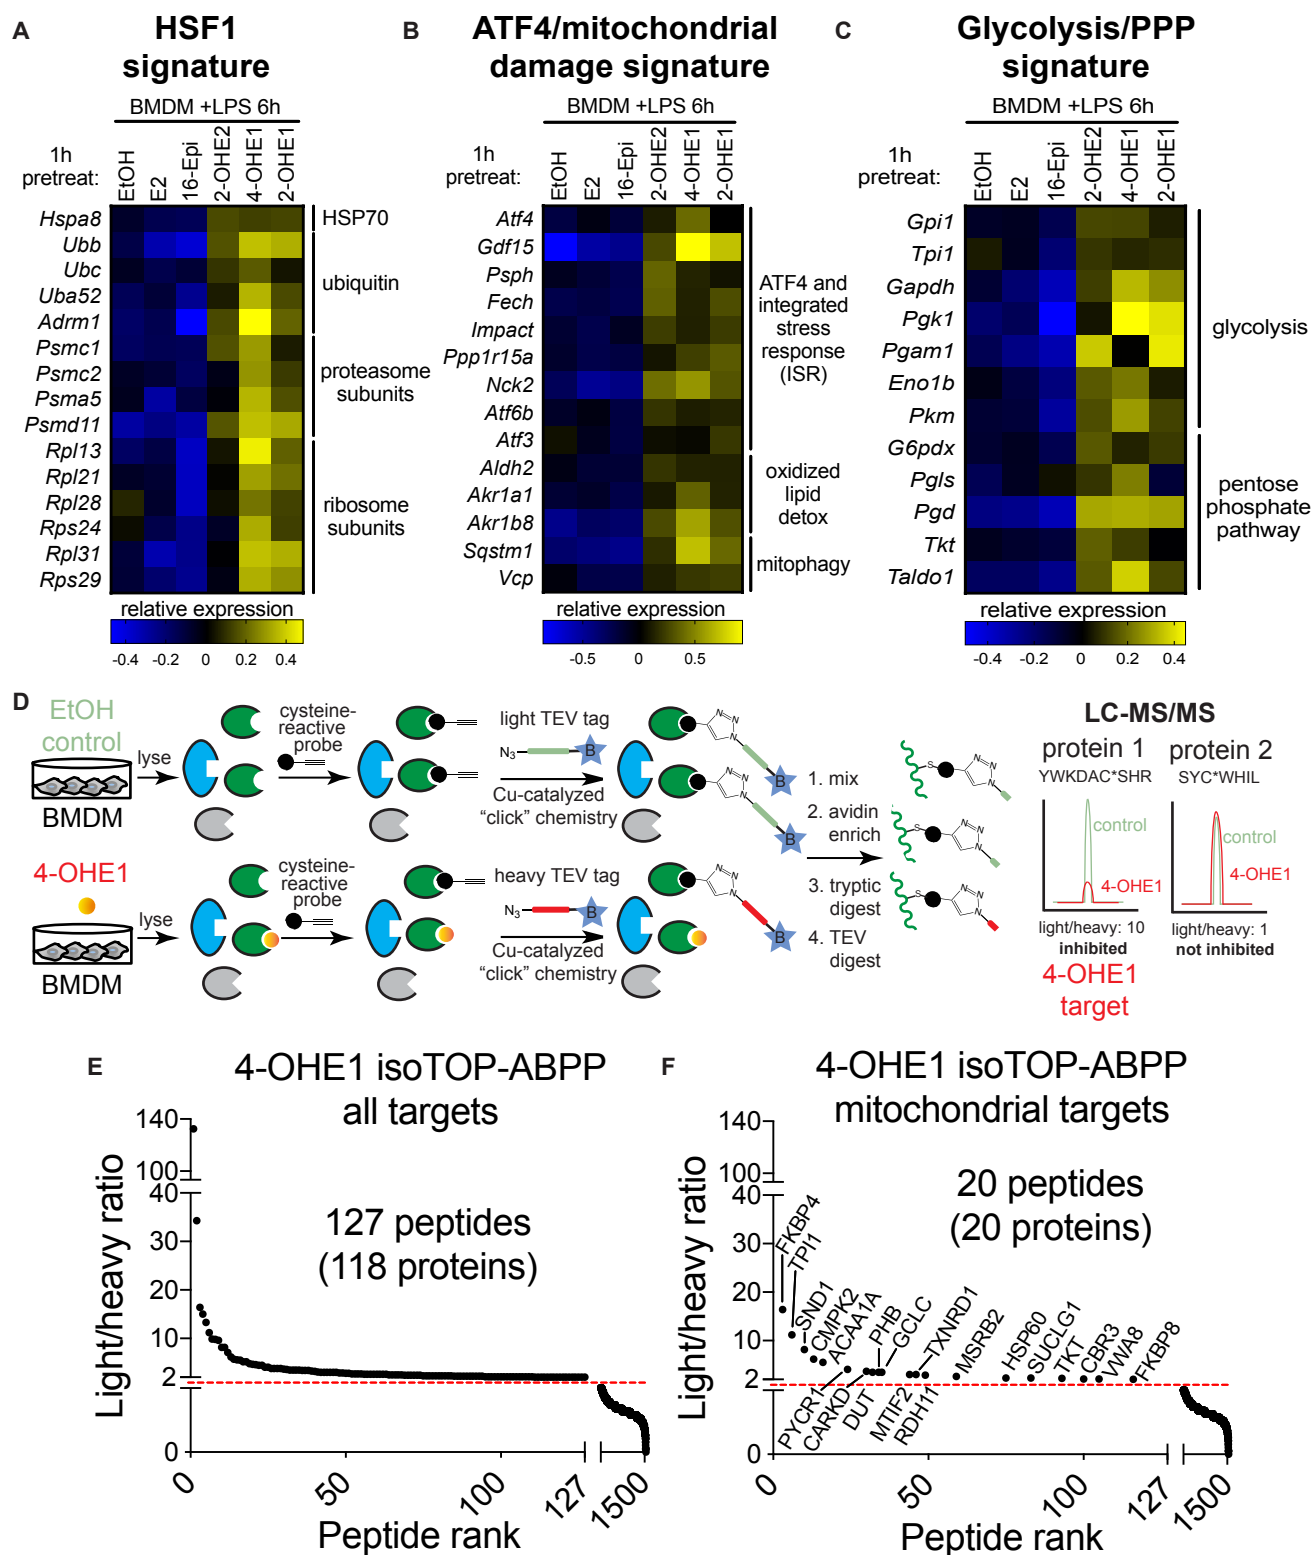 A
HSF1
signature
BMDM +LPS 6h
1h
pretreat:
EtOH
E2
16-Epi
2-OHE2
4-OHE1
2-OHE1
Hspa8
Ubb
Ubc
Uba52
Adrm1
Psmc1
Psmc2
Psma5
Psmd11
Rpl13
Rpl21
Rpl28
Rps24
Rpl31
Rps29
HSP70
ubiquitin
proteasome
subunits
ribosome
subunits
relative expression
-0.4 -0.2 0 0.2 0.4
B
ATF4/mitochondrial
damage signature
BMDM +LPS 6h
1h
pretreat:
EtOH
E2
16-Epi
2-OHE2
4-OHE1
2-OHE1
Atf4
Gdf15
Psph
Fech
Impact
Ppp1r15a
Nck2
Atf6b
Atf3
Aldh2
Akr1a1
Akr1b8
Sqstm1
Vcp
ATF4 and
integrated
stress
response
(ISR)
oxidized
lipid
detox
mitophagy
relative expression
-0.5 0 0.5
C
Glycolysis/PPP
signature
BMDM +LPS 6h
1h
pretreat:
EtOH
E2
16-Epi
2-OHE2
4-OHE1
2-OHE1
Gpi1
Tpi1
Gapdh
Pgk1
Pgam1
Eno1b
Pkm
G6pdx
Pgls
Pgd
Tkt
Taldo1
glycolysis
pentose
phosphate
pathway
relative expression
-0.4 -0.2 0 0.2 0.4
D
EtOH
control
BMDM
lyse
cysteine-
reactive
probe
light TEV tag
N3 B
Cu-catalyzed
"click" chemistry
N N N
B
N N N
B
4-OHE1
BMDM
lyse
cysteine-
reactive
probe
heavy TEV tag
N3 B
Cu-catalyzed
"click" chemistry
N N N
B
1. mix
2. avidin
enrich
3. tryptic
digest
4. TEV
digest
S N N N
S N N N
S N N N
LC-MS/MS
protein 1
YWKDAC*SHR
control
4-OHE1
light/heavy: 10
inhibited
4-OHE1
target
protein 2
SYC*WHIL
control
4-OHE1
light/heavy: 1
not inhibited
E
4-OHE1 isoTOP-ABPP
all targets
127 peptides
(118 proteins)
Light/heavy ratio
140
100
40
30
20
10
2
2
0
0 50 100 127 1500
Peptide rank
F
4-OHE1 isoTOP-ABPP
mitochondrial targets
20 peptides
(20 proteins)
Light/heavy ratio
140
100
40
30
20
10
2
2
0
FKBP4
TPI1
SND1
CMPK2
ACAA1A
PHB
GCLC
TXNRD1
MSRB2
HSP60
SUCLG1
TKT
CBR3
VWA8
FKBP8
PYCR1
CARKD
DUT
MTIF2
RDH11
0 50 100 127 1500
Peptide rank